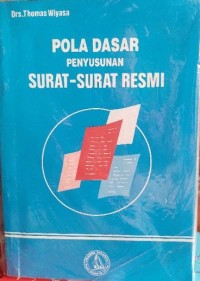 Drs.Thomas Wiyasa
POLA DASAR
PENYUSUNAN
SURAT-SURAT RESMI